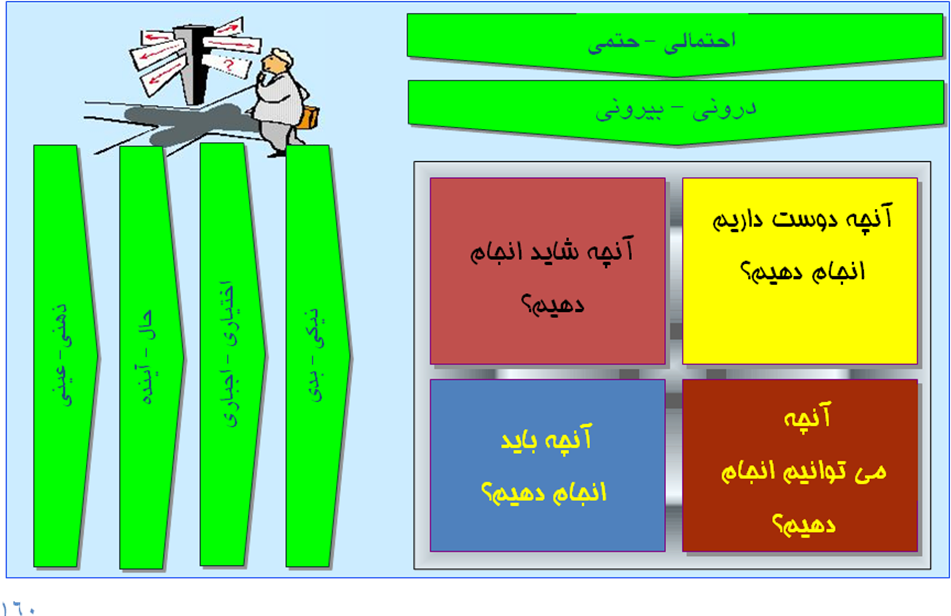 احتمالی - حتمی
درونی - بیرونی
آنچه دوست داریم
انجام دهیم؟
آنچه شاید انجام
دهیم؟
آنچه
می توانیم انجام
دهیم؟
آنچه باید
انجام دهیم؟
نیکی - بدی
اختیاری - اجباری
حال - آینده
ذهنی - عینی
?
۱۶۰